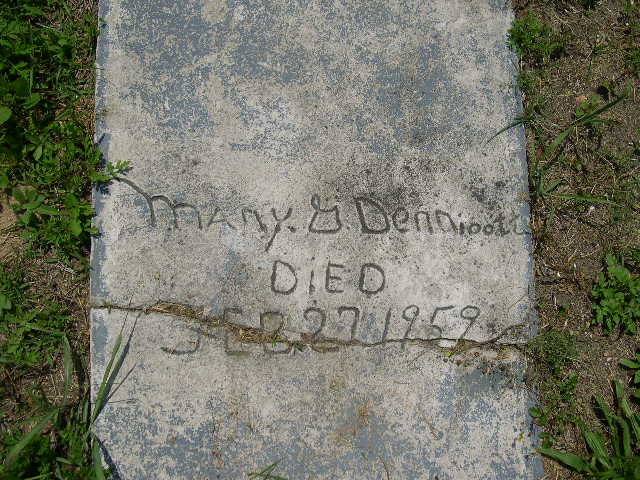 MARY. G
DIED
FEB. 27 1959